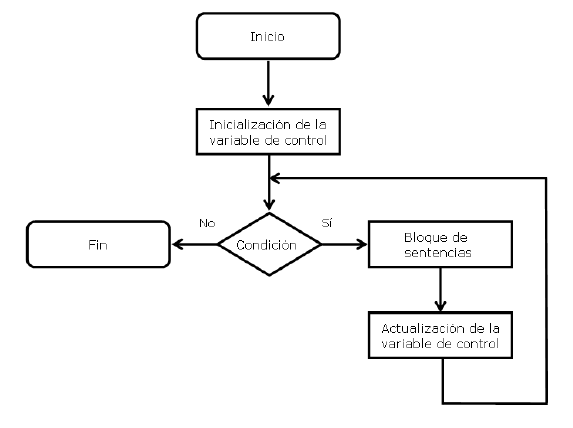 Inicio
Inicialización de la
variable de control
No
Sí
Fin
Condición
Bloque de
sentencias
Actualización de la
variable de control